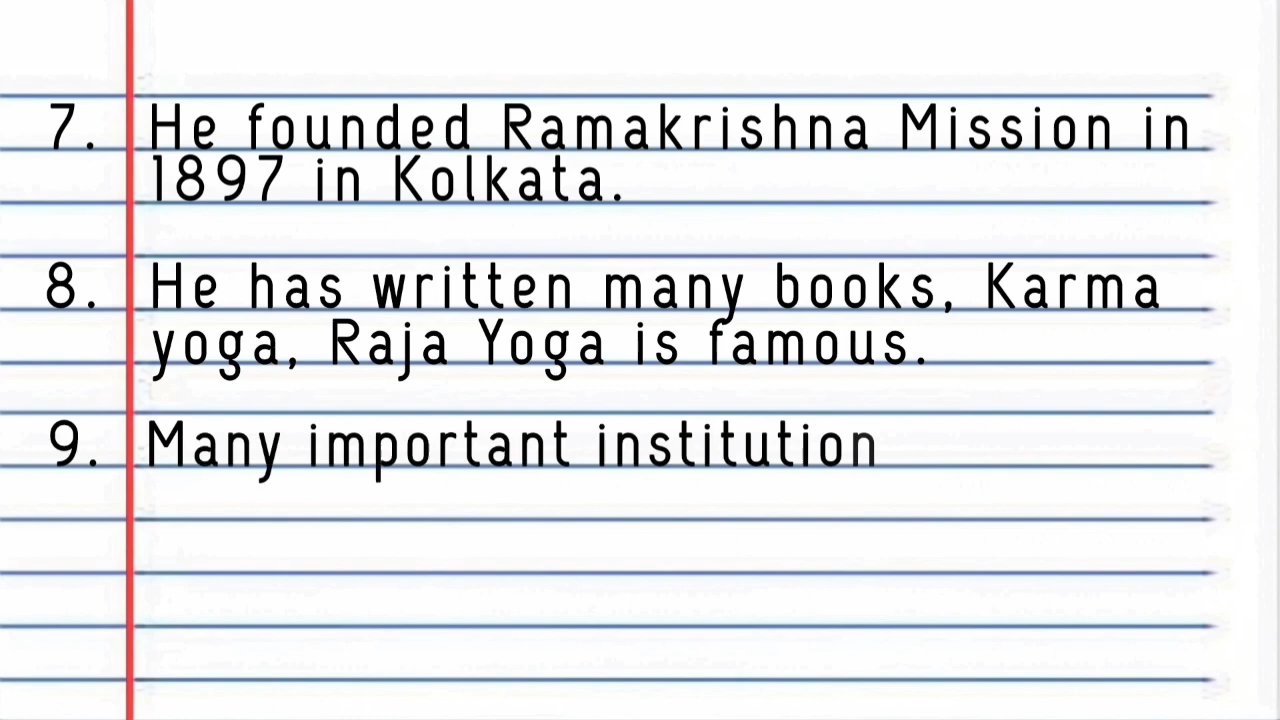 7. He founded Ramakrishna Mission in
1897 in Kolkata.
8. He has written many books, Karma
yoga, Raja Yoga is famous.
9. Many important institution